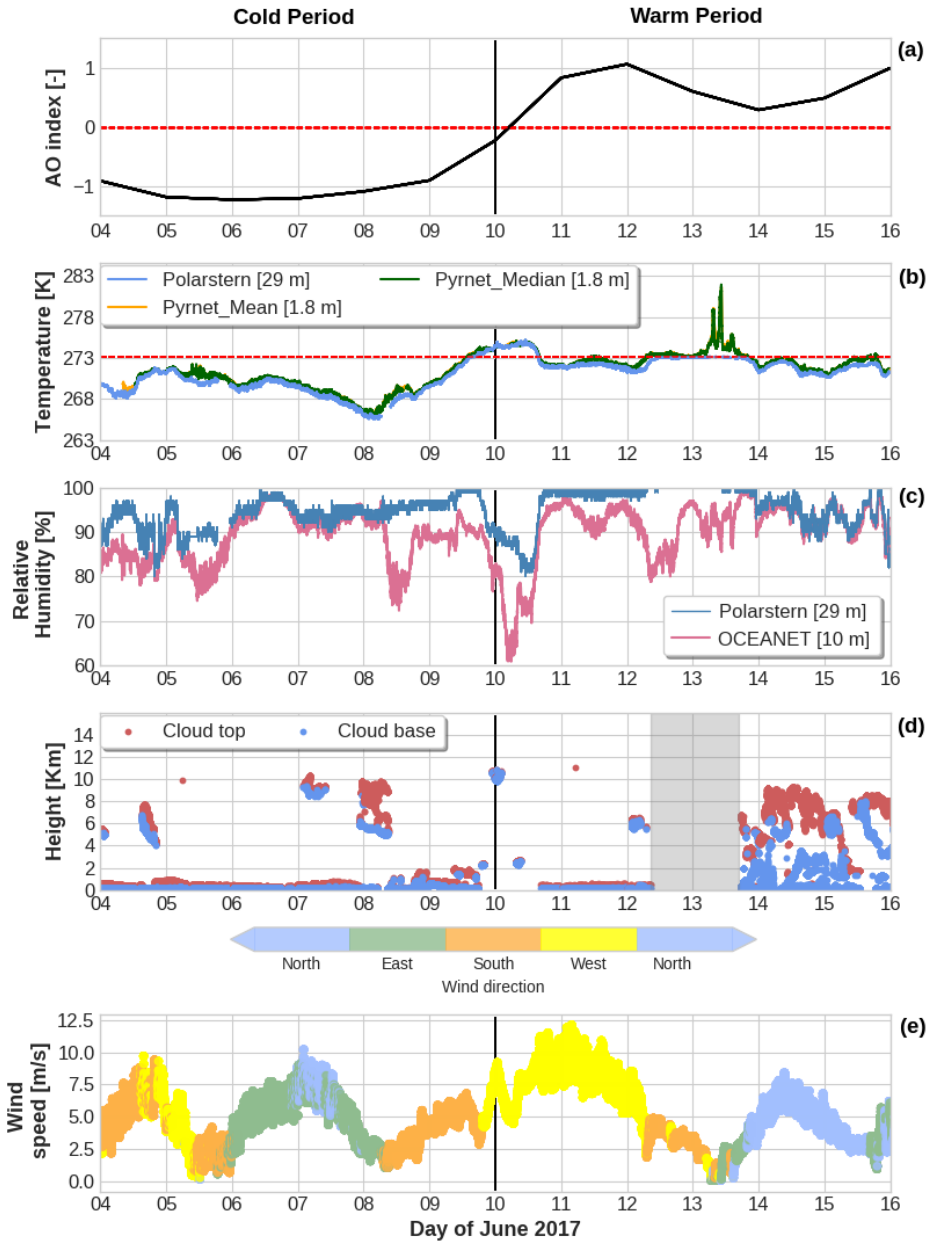 Cold Period Warm Period
(a)
AO index [-]
1
0
−1
04 05 06 07 08 09 10 11 12 13 14 15 16
(b)
Temperature [K]
283
278
273
268
263
Polarstern [29 m] Pyrnet_Median [1.8 m]
Pyrnet_Mean [1.8 m]
04 05 06 07 08 09 10 11 12 13 14 15 16
(c)
Relative
Humidity [%]
100
90
80
70
60
Polarstern [29 m]
OCEANET [10 m]
04 05 06 07 08 09 10 11 12 13 14 15 16
(d)
Height [Km]
14
12
10
8
6
4
2
0
Cloud top Cloud base
04 05 06 07 08 09 10 11 12 13 14 15 16
North East South West North
Wind direction
(e)
Wind
speed [m/s]
12.5
10.0
7.5
5.0
2.5
0.0
04 05 06 07 08 09 10 11 12 13 14 15 16
Day of June 2017